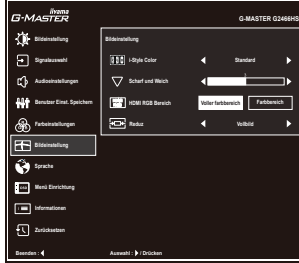 iiyama
G-MASTER
G-MASTER G2466HS
Bildeinstellung
Signalauswahl
Audioeinstellungen
Benutzer Einst. Speichern
Farbeinstellungen
Bildeinstellung
Sprache
Menü Einrichtung
Informationen
Zurücksetzen
Bildeinstellung
i-Style Color Standard
Scharf und Weich
HDMI RGB Bereich Voller farbbereich Farbbereich
Redux Vollbild
Beenden : Auswahl : / Drücken